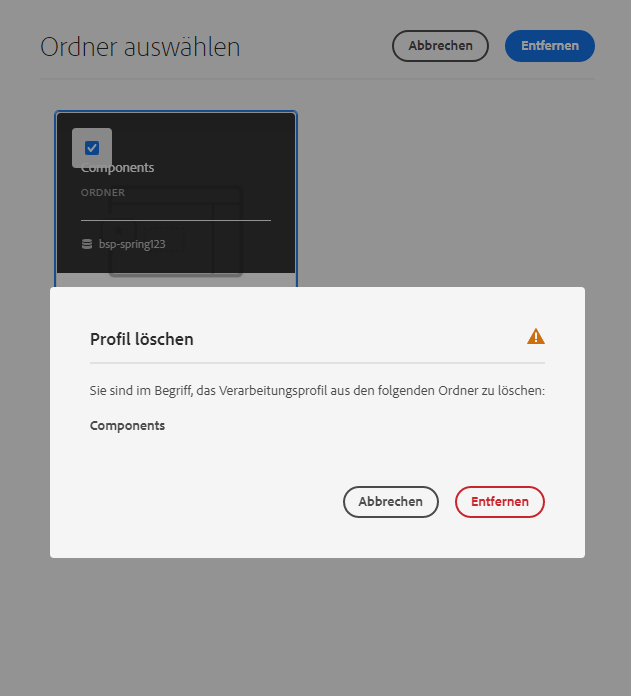 Ordner auswählen
Abbrechen
Entfernen
Components
ORDNER
bsp-spring123
Profil löschen
Sie sind im Begriff, das Verarbeitungsprofil aus den folgenden Ordner zu löschen:
Components
Abbrechen
Entfernen